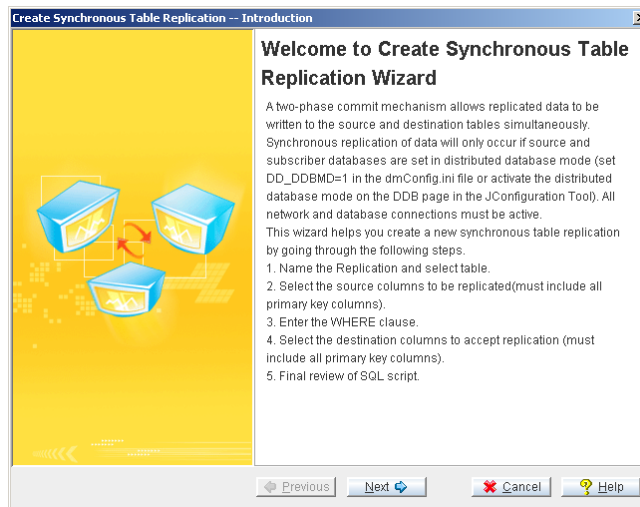 Create Synchronous Table Replication -- Introduction
Welcome to Create Synchronous Table
Replication Wizard
A two-phase commit mechanism allows replicated data to be
written to the source and destination tables simultaneously.
Synchronous replication of data will only occur if source and
subscriber databases are set in distributed database mode (set
DD_DDBMD=1 in the dmConfig.ini file or activate the distributed
database mode on the DDB page in the JConfiguration Tool). All
network and database connections must be active.
This wizard helps you create a new synchronous table replication
by going through the following steps.
1. Name the Replication and select table.
2. Select the source columns to be replicated(must include all
primary key columns).
3. Enter the WHERE clause.
4. Select the destination columns to accept replication (must
include all primary key columns).
5. Final review of SQL script.
Previous Next Cancel Help